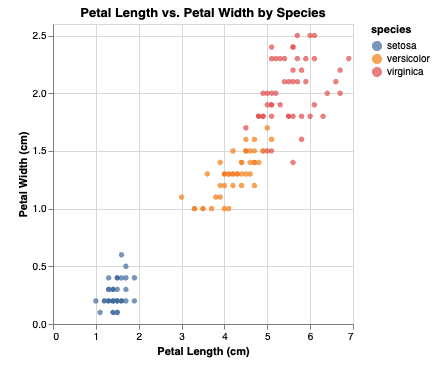 Petal Length vs. Petal Width by Species
species
setosa
versicolor
virginica
Petal Width (cm)
2.5
2.0
1.5
1.0
0.5
0.0
0 1 2 3 4 5 6 7
Petal Length (cm)